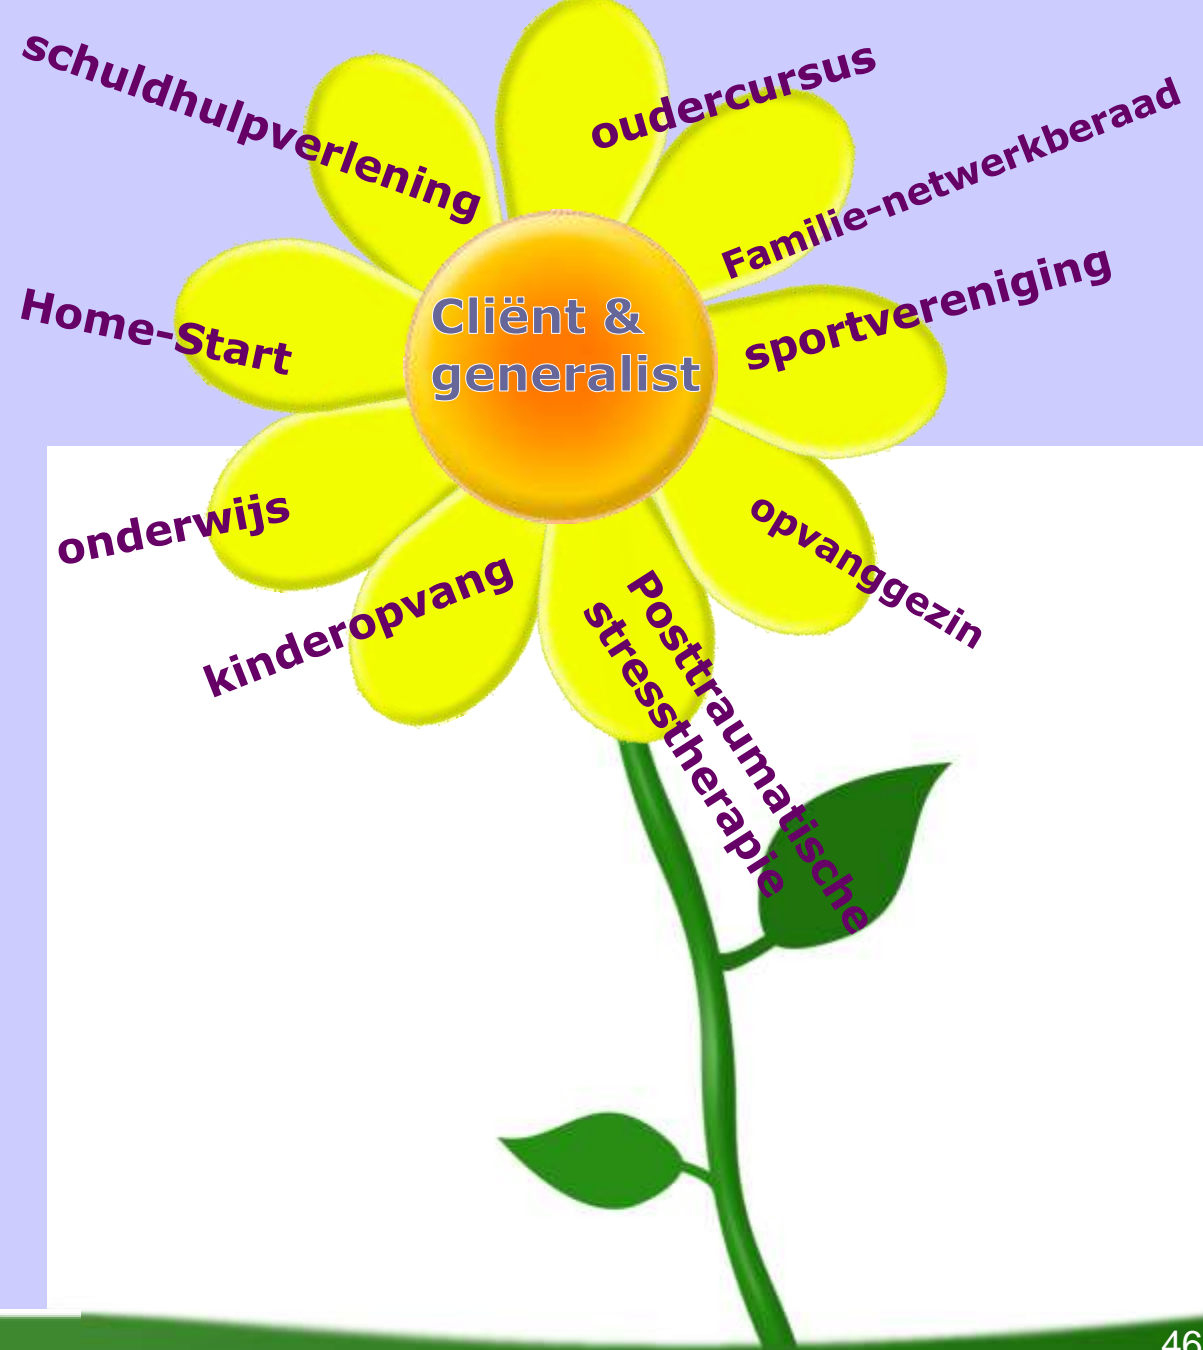 schuldhulpverlening
oudercursus
Familie-netwerkberaad
sportvereniging
Home-Start
Cliënt &
generalist
onderwijs
opvanggezin
kinderopvang
Posttraumatische
stresstherapie
46